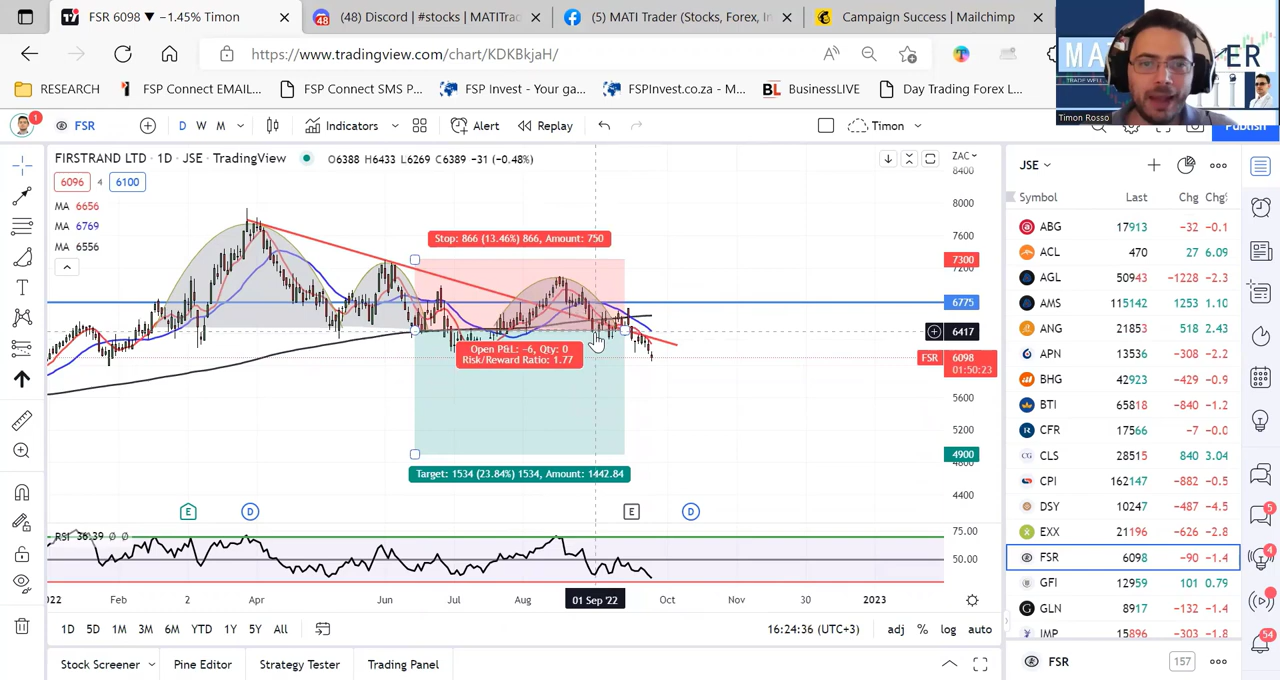 FSR 6098 ▼ −1.45% Timon
(48) Discord | #stocks | MATITrad
(5) MATI Trader (Stocks, Forex, In
Campaign Success | Mailchimp
https://www.tradingview.com/chart/KDKBkjaH/
RESEARCH
FSP Connect EMAIL...
FSP Connect SMS P...
FSP Invest - Your ga...
FSPInvest.co.za - M...
BusinessLIVE
Day Trading Forex L...
MA
ER
Timon Rosso
1
FSR
D W M
Indicators
Alert
Replay
Timon
Publish
FIRSTRAND LTD · 1D · JSE · TradingView
O6388 H6433 L6269 C6389 −31 (−0.48%)
6096 4 6100
MA 6656
MA 6769
MA 6556
Stop: 866 (13.46%) 866, Amount: 750
Open P&L: −6, Qty: 0
Risk/Reward Ratio: 1.77
Target: 1534 (23.84%) 1534, Amount: 1442.84
ZAC
8400
8000
7600
7300
7200
6775
6417
FSR 6098
01:50:23
5600
5200
4900
4800
4400
E D E D
RSI 36.39 Ø Ø
75.00
50.00
2022 Feb 2 Apr Jun Jul Aug 01 Sep '22 Oct Nov 30 2023
1D 5D 1M 3M 6M YTD 1Y 5Y All
16:24:36 (UTC+3)
adj % log auto
Stock Screener
Pine Editor
Strategy Tester
Trading Panel
JSE
Symbol Last Chg Chg%
ABG 17913 −32 −0.1
ACL 470 27 6.09
AGL 50943 −1228 −2.3
AMS 115142 1253 1.10
ANG 21853 518 2.43
APN 13536 −308 −2.2
BHG 42923 −429 −0.9
BTI 65818 −840 −1.2
CFR 17566 −7 −0.0
CLS 28515 840 3.04
CPI 162147 −882 −0.5
DSY 10247 −487 −4.5
EXX 21196 −626 −2.8
FSR 6098 −90 −1.4
GFI 12959 101 0.79
GLN 8917 −132 −1.4
IMP 15896 −303 −1.8
FSR
157
5
4
54